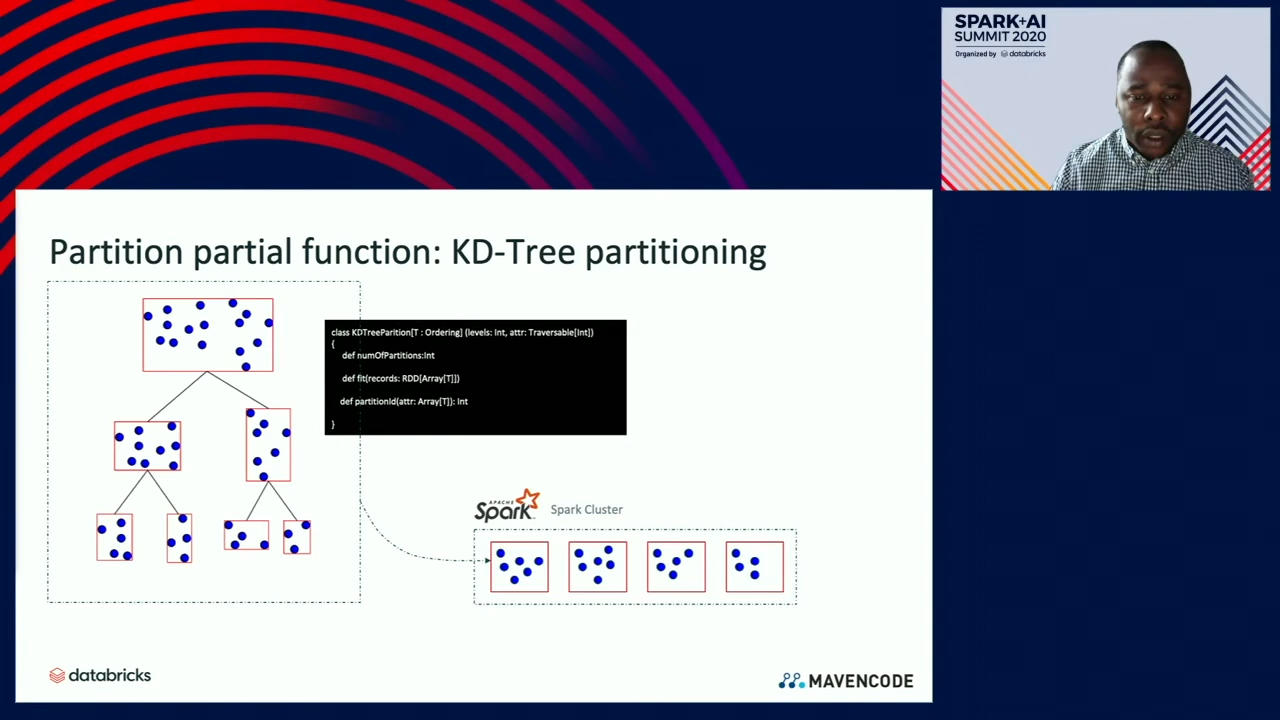 SPARK+AI
SUMMIT 2020
Organized by databricks
Partition partial function: KD-Tree partitioning
class KDTreeParition[T : Ordering] (levels: Int, attr: Traversable[Int])
{
def numOfPartitions:Int
def fit(records: RDD[Array[T]])
def partitionId(attr: Array[T]): Int
}
APACHE
Spark
Spark Cluster
databricks
MAVENCODE